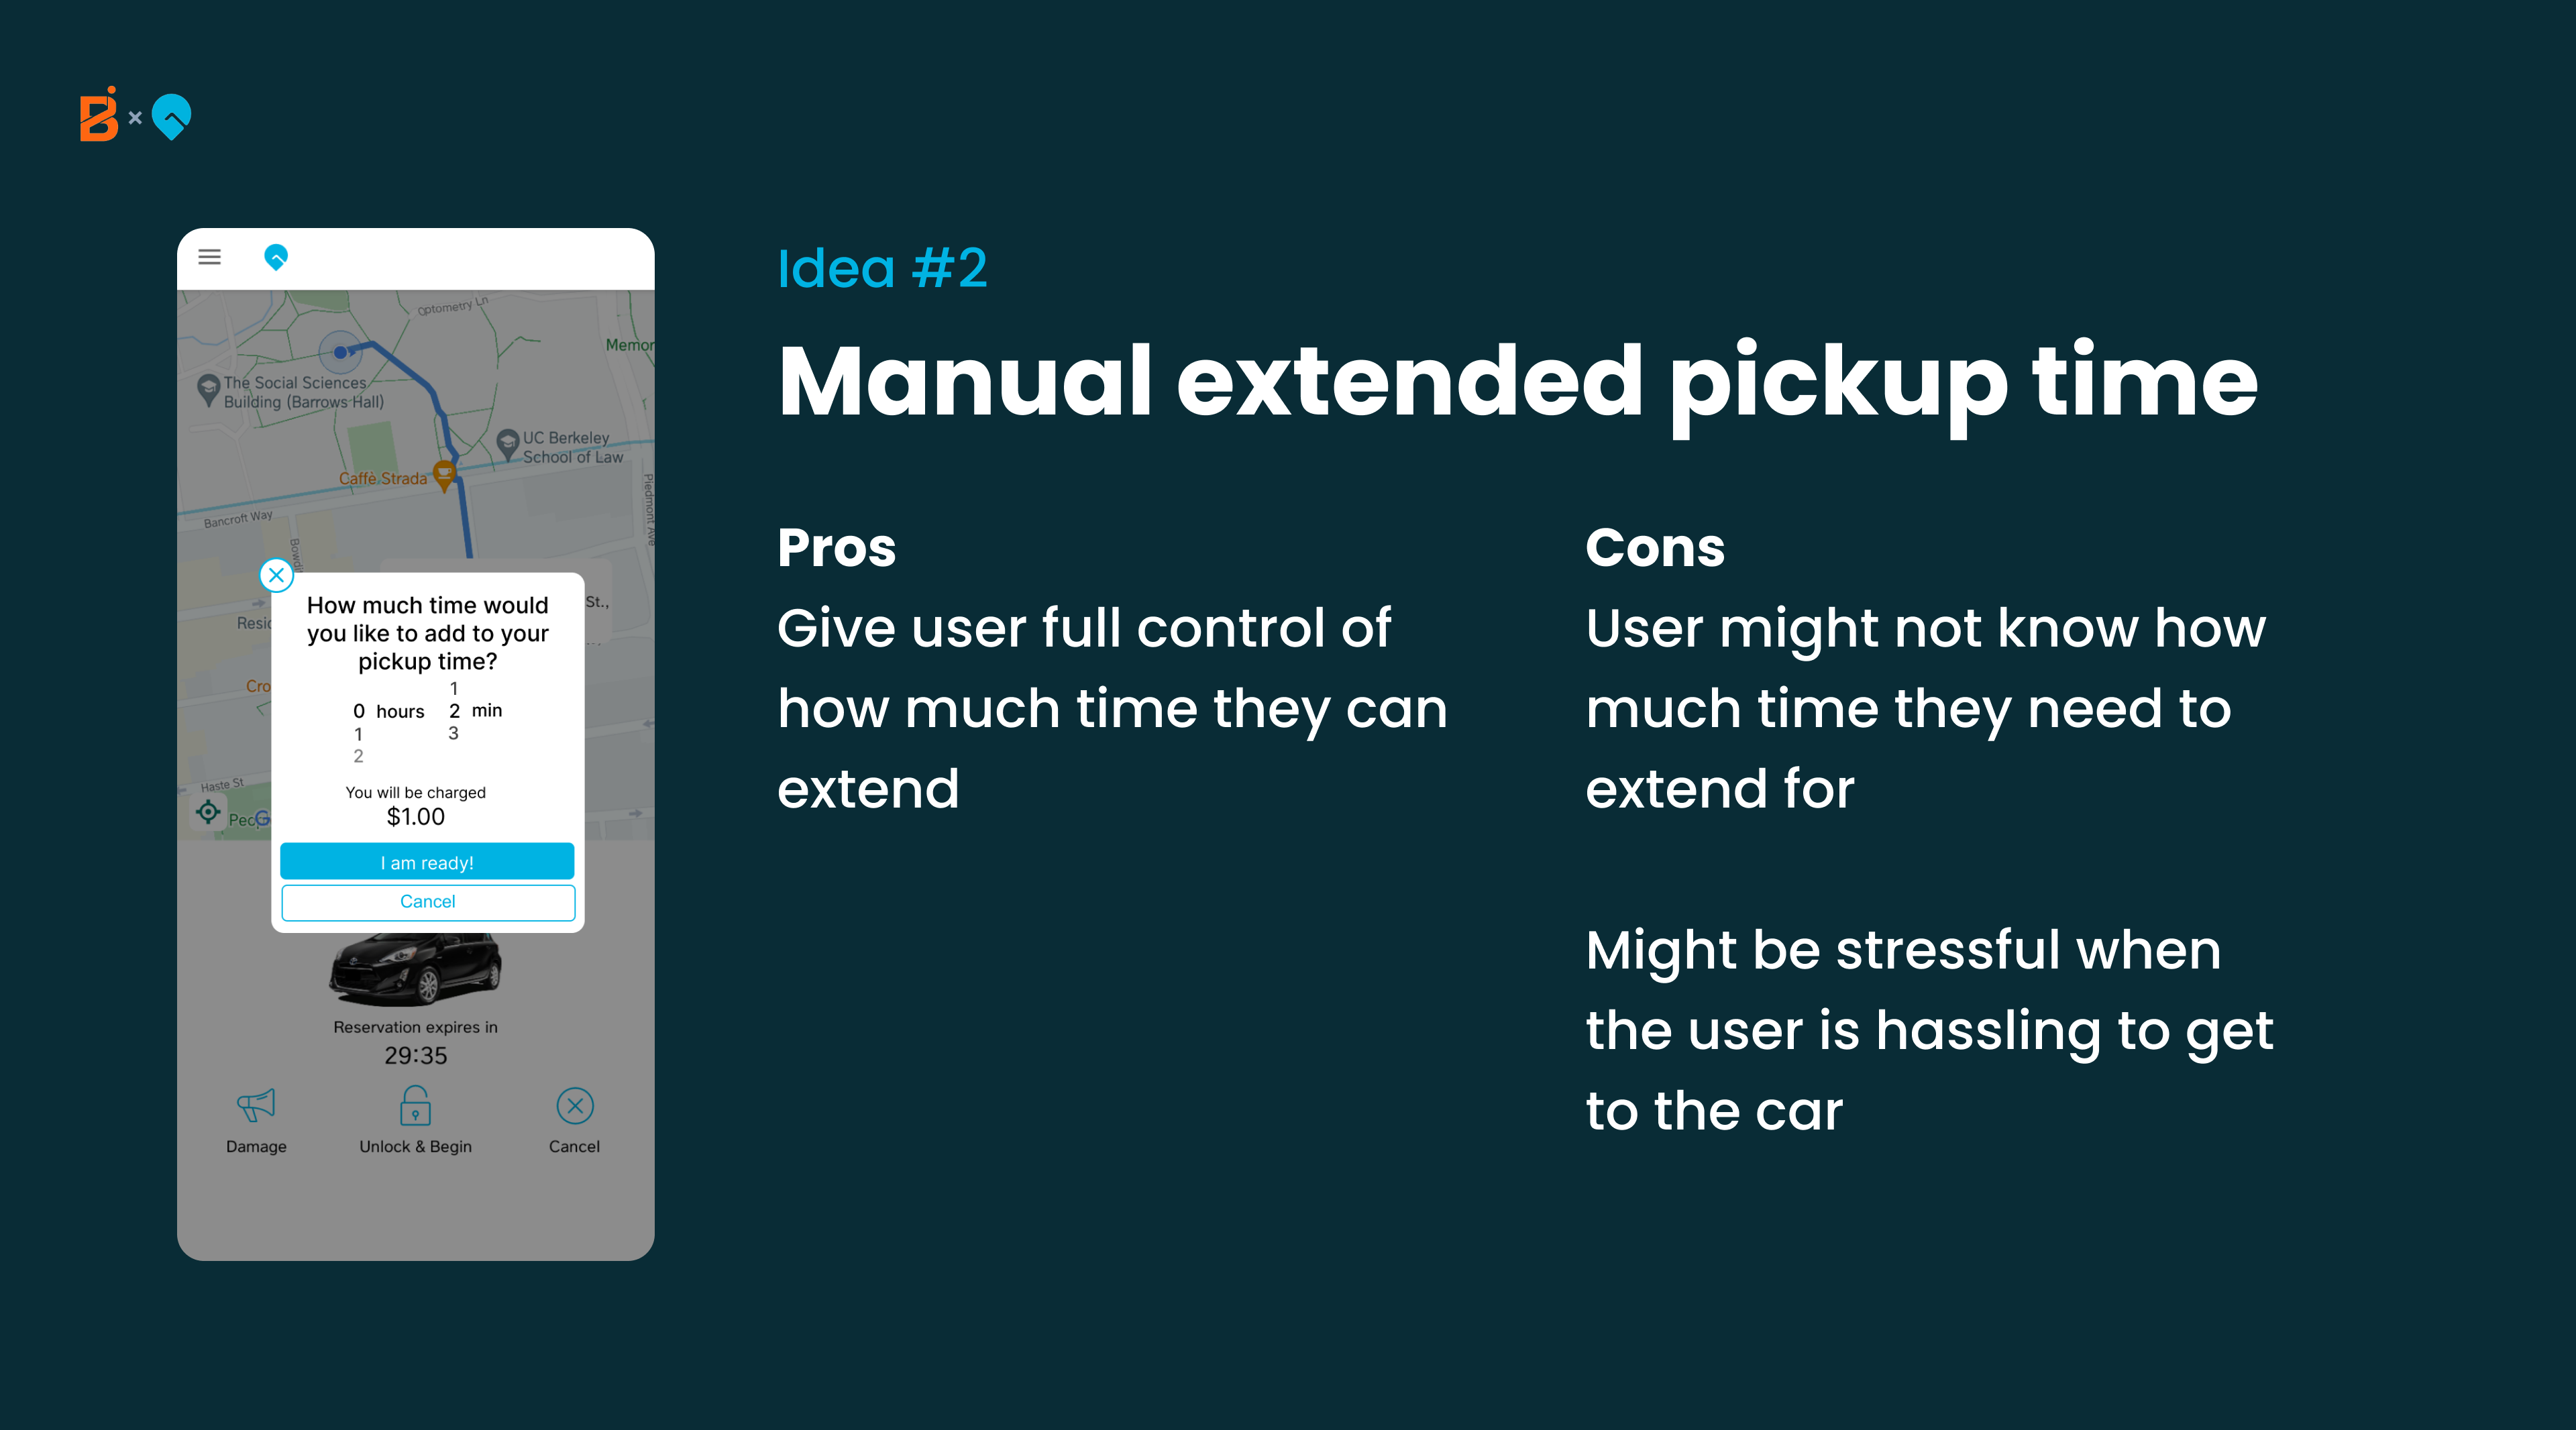 Optometry Ln
Memor
The Social Sciences
Building (Barrows Hall)
UC Berkeley
School of Law
Caffè Strada
Piedmont Ave
Bancroft Way
St.,
Haste St
How much time would
you like to add to your
pickup time?
1
0 hours 2 min
1 3
2
You will be charged
$1.00
I am ready!
Cancel
Reservation expires in
29:35
Damage Unlock & Begin Cancel
Idea #2
Manual extended pickup time
Pros
Give user full control of
how much time they can
extend
Cons
User might not know how
much time they need to
extend for
Might be stressful when
the user is hassling to get
to the car